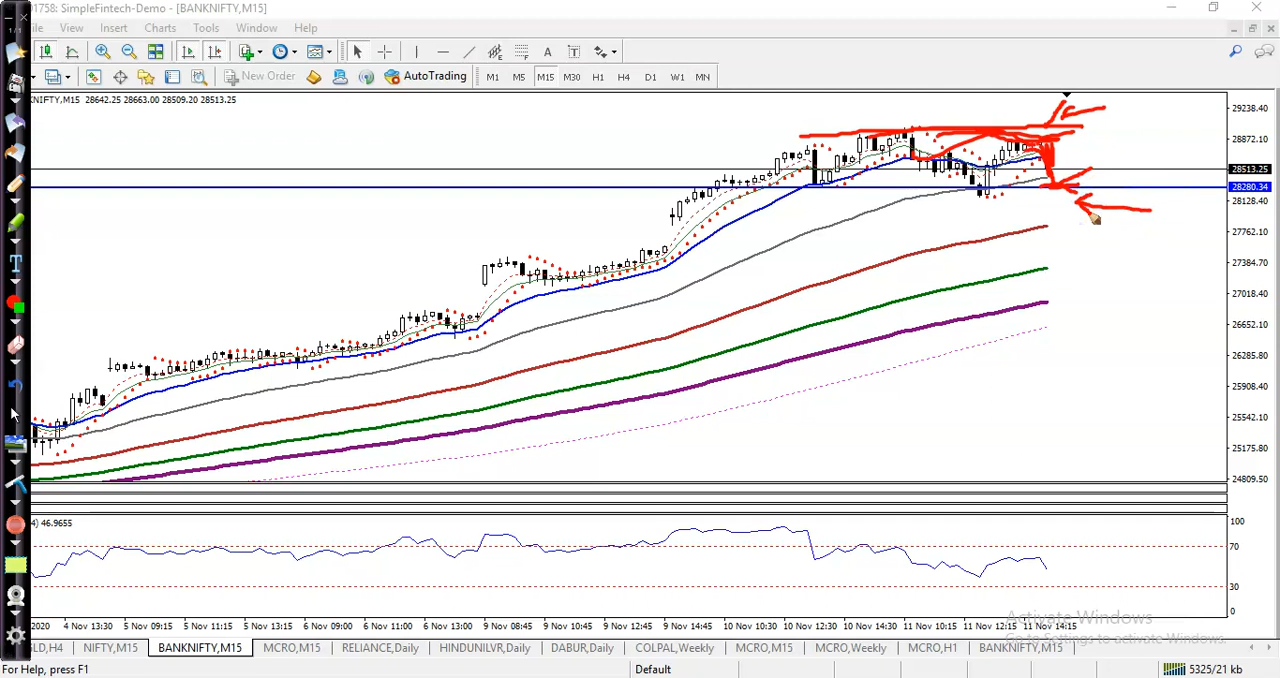 01758: SimpleFintech-Demo - [BANKNIFTY,M15]
ile View Insert Charts Tools Window Help
New Order AutoTrading M1 M5 M15 M30 H1 H4 D1 W1 MN
1/1
KNIFTY,M15 28642.25 28663.00 28509.20 28513.25
29238.40
28872.10
28513.25
28280.34
28128.40
27762.10
27384.70
27018.40
26652.10
26285.80
25908.40
25542.10
25175.80
24809.50
4) 46.9655
100
70
30
0
2020 4 Nov 13:30 5 Nov 09:15 5 Nov 11:15 5 Nov 13:15 6 Nov 09:00 6 Nov 11:00 6 Nov 13:00 9 Nov 08:45 9 Nov 10:45 9 Nov 12:45 9 Nov 14:45 10 Nov 10:30 10 Nov 12:30 10 Nov 14:30 11 Nov 10:15 11 Nov 12:15 11 Nov 14:15
Activate Windows
Go to Settings to activate Windows.
LD,H4 NIFTY,M15 BANKNIFTY,M15 MCRO,M15 RELIANCE,Daily HINDUNILVR,Daily DABUR,Daily COLPAL,Weekly MCRO,M15 MCRO,Weekly MCRO,H1 BANKNIFTY,M15
For Help, press F1 Default 5325/21 kb